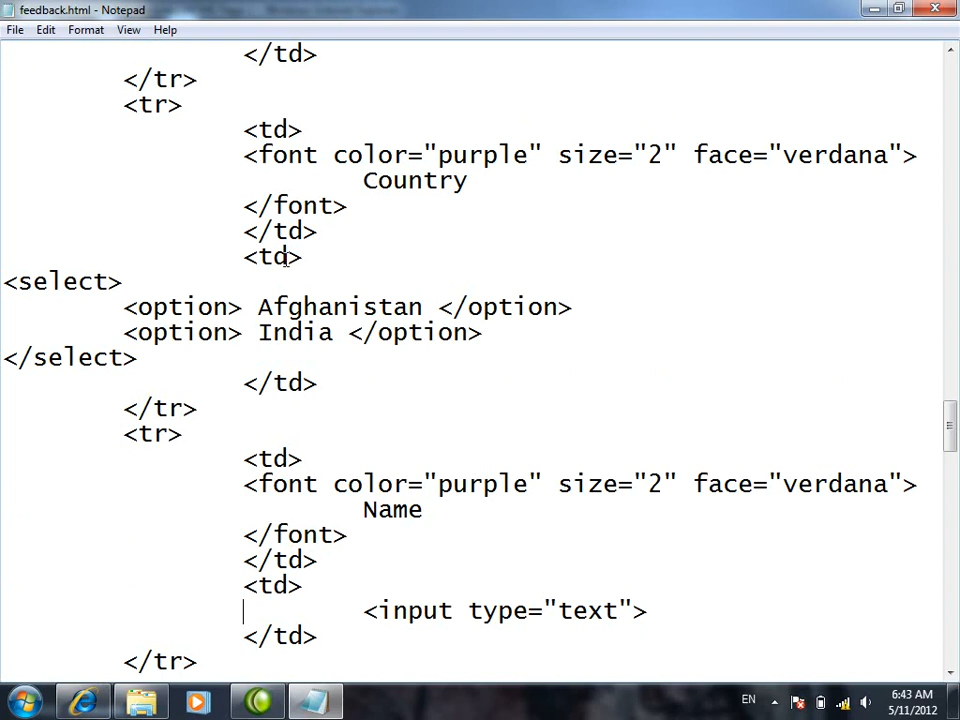 feedback.html - Notepad
File Edit Format View Help
</td>
</tr>
<tr>
<td>
<font color="purple" size="2" face="verdana">
Country
</font>
</td>
<td>
<select>
<option> Afghanistan </option>
<option> India </option>
</select>
</td>
</tr>
<tr>
<td>
<font color="purple" size="2" face="verdana">
Name
</font>
</td>
<td>
<input type="text">
</td>
</tr>
EN 6:43 AM
5/11/2012